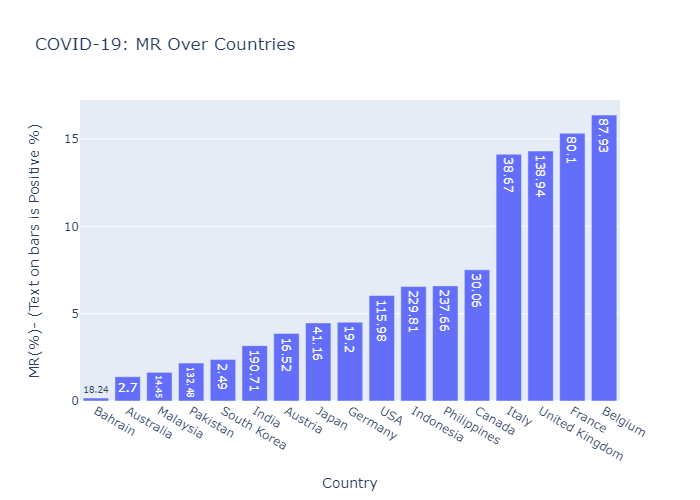 COVID-19: MR Over Countries
MR(%)- (Text on bars is Positive %)
15
10
5
0
18.24
2.7
14.45
132.48
2.49
190.71
16.52
41.16
19.2
115.98
229.81
237.66
30.06
38.67
138.94
80.1
87.93
Bahrain
Australia
Malaysia
Pakistan
South Korea
India
Austria
Japan
Germany
USA
Indonesia
Philippines
Canada
Italy
United Kingdom
France
Belgium
Country